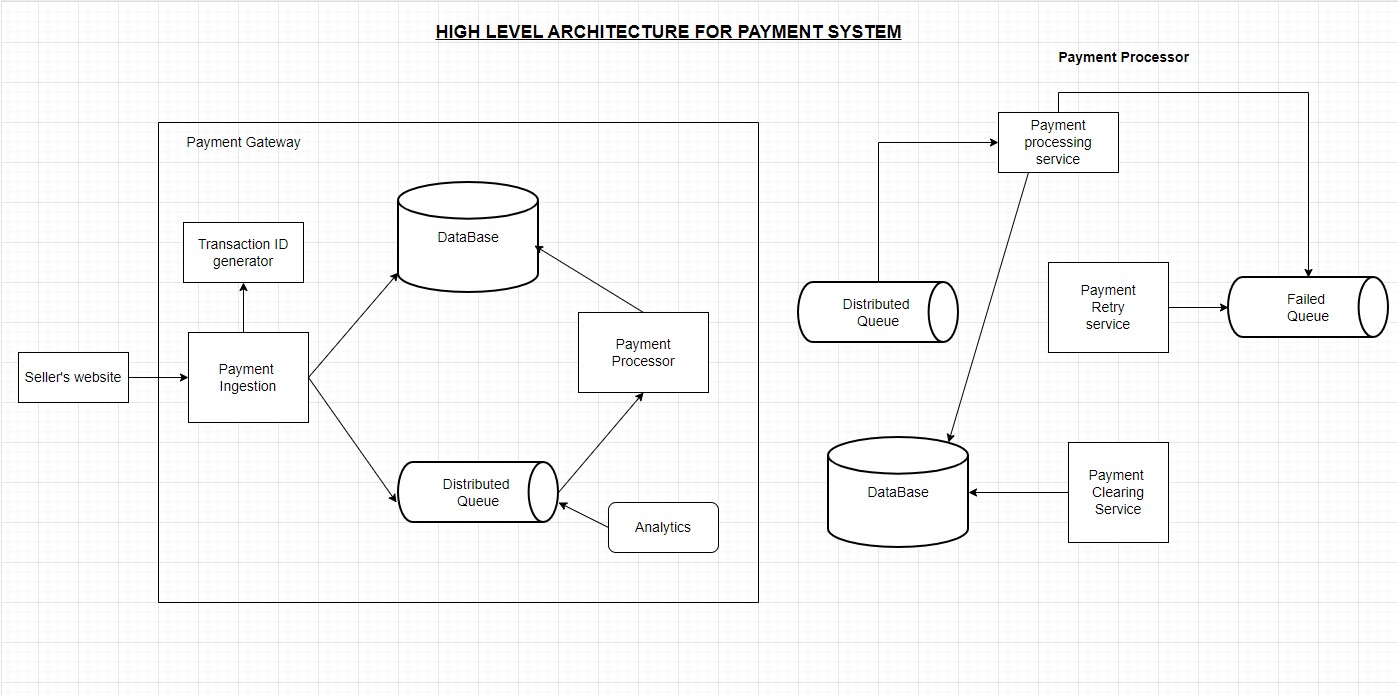 HIGH LEVEL ARCHITECTURE FOR PAYMENT SYSTEM
Payment Processor
Payment Gateway
Transaction ID
generator
Seller's website
Payment
Ingestion
DataBase
Payment
Processor
Distributed
Queue
Analytics
Payment
processing
service
Distributed
Queue
Payment
Retry
service
Failed
Queue
DataBase
Payment
Clearing
Service